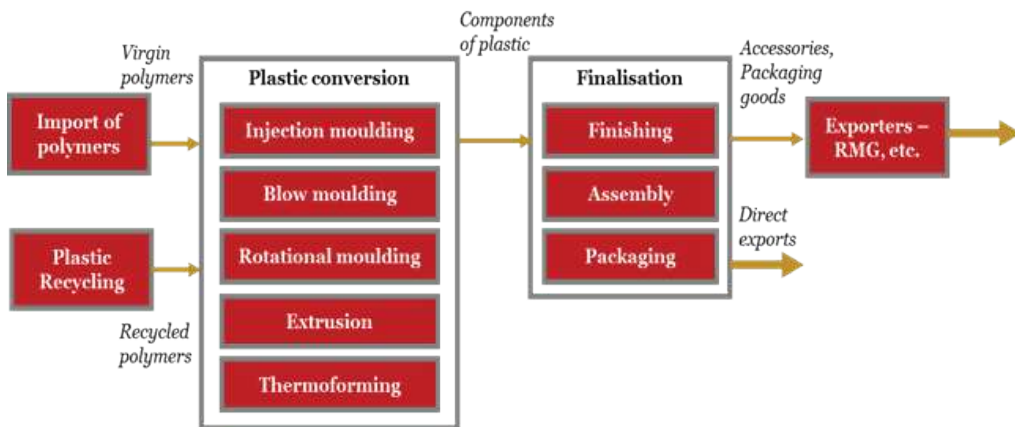 Virgin
polymers
Import of
polymers
Plastic
Recycling
Recycled
polymers
Plastic conversion
Injection moulding
Blow moulding
Rotational moulding
Extrusion
Thermoforming
Components
of plastic
Finalisation
Finishing
Assembly
Packaging
Accessories,
Packaging
goods
Exporters –
RMG, etc.
Direct
exports